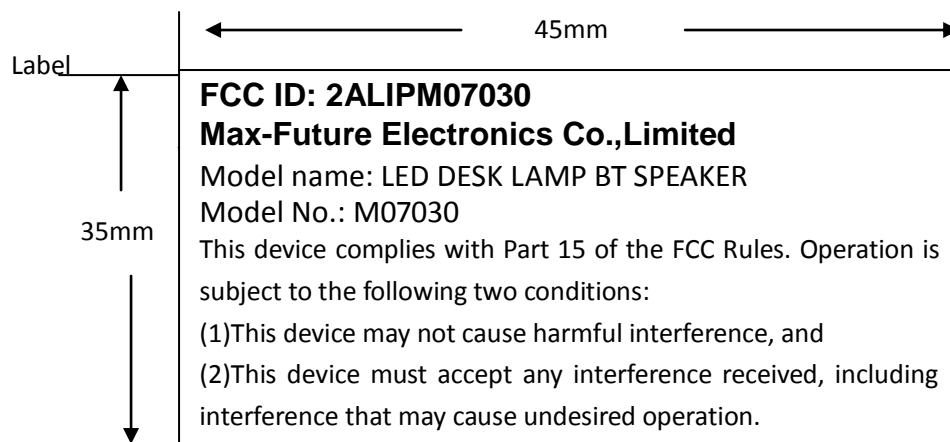 45mm
Label
FCC ID: 2ALIPM07030
Max-Future Electronics Co.,Limited
Model name: LED DESK LAMP BT SPEAKER
Model No.: M07030
35mm
This device complies with Part 15 of the FCC Rules. Operation is
subject to the following two conditions:
(1)This device may not cause harmful interference, and
(2)This device must accept any interference received, including
interference that may cause undesired operation.